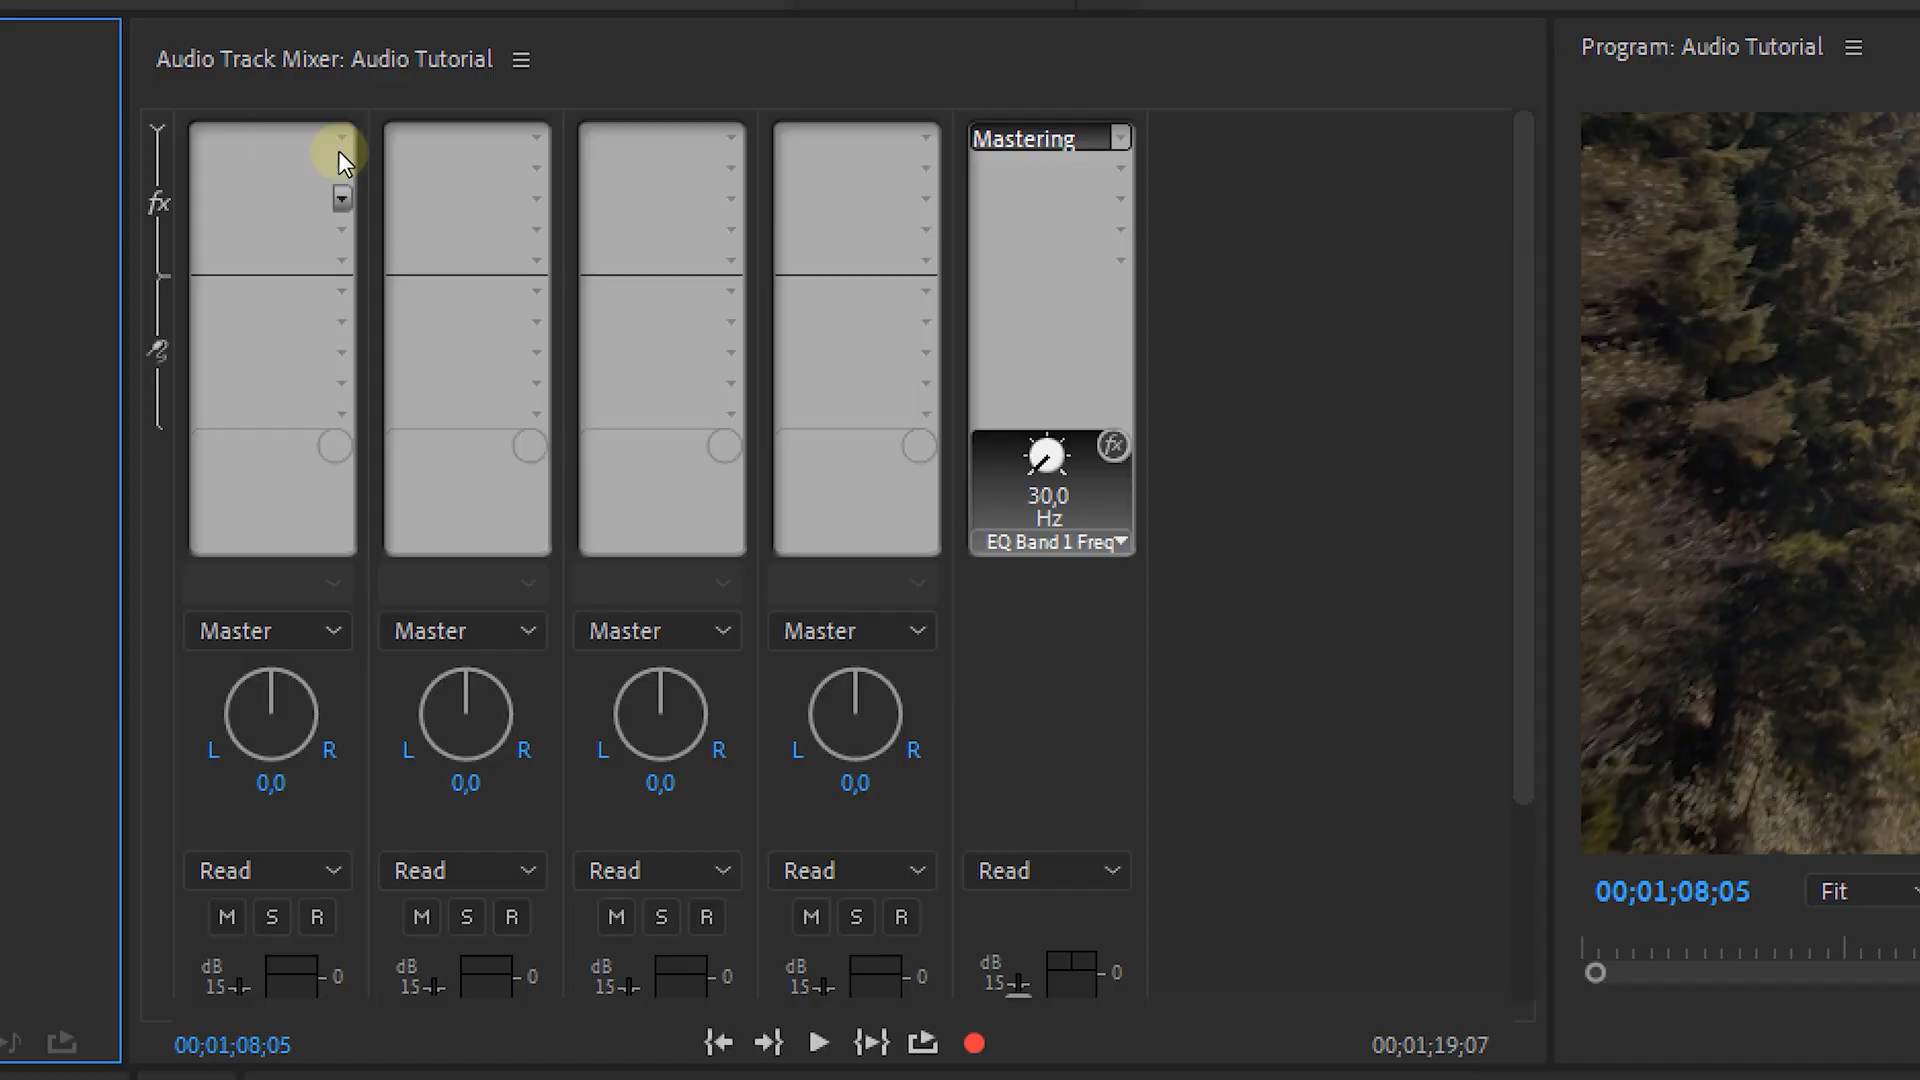 Audio Track Mixer: Audio Tutorial
Program: Audio Tutorial
Mastering
fx
fx
30,0
Hz
EQ Band 1 Freq
Master Master Master Master
L R L R L R L R
0,0 0,0 0,0 0,0
Read Read Read Read Read
00;01;08;05 Fit
M S R M S R M S R M S R
dB 0 dB 0 dB 0 dB 0 dB 0
15 15 15 15 15
00;01;08;05 00;01;19;07